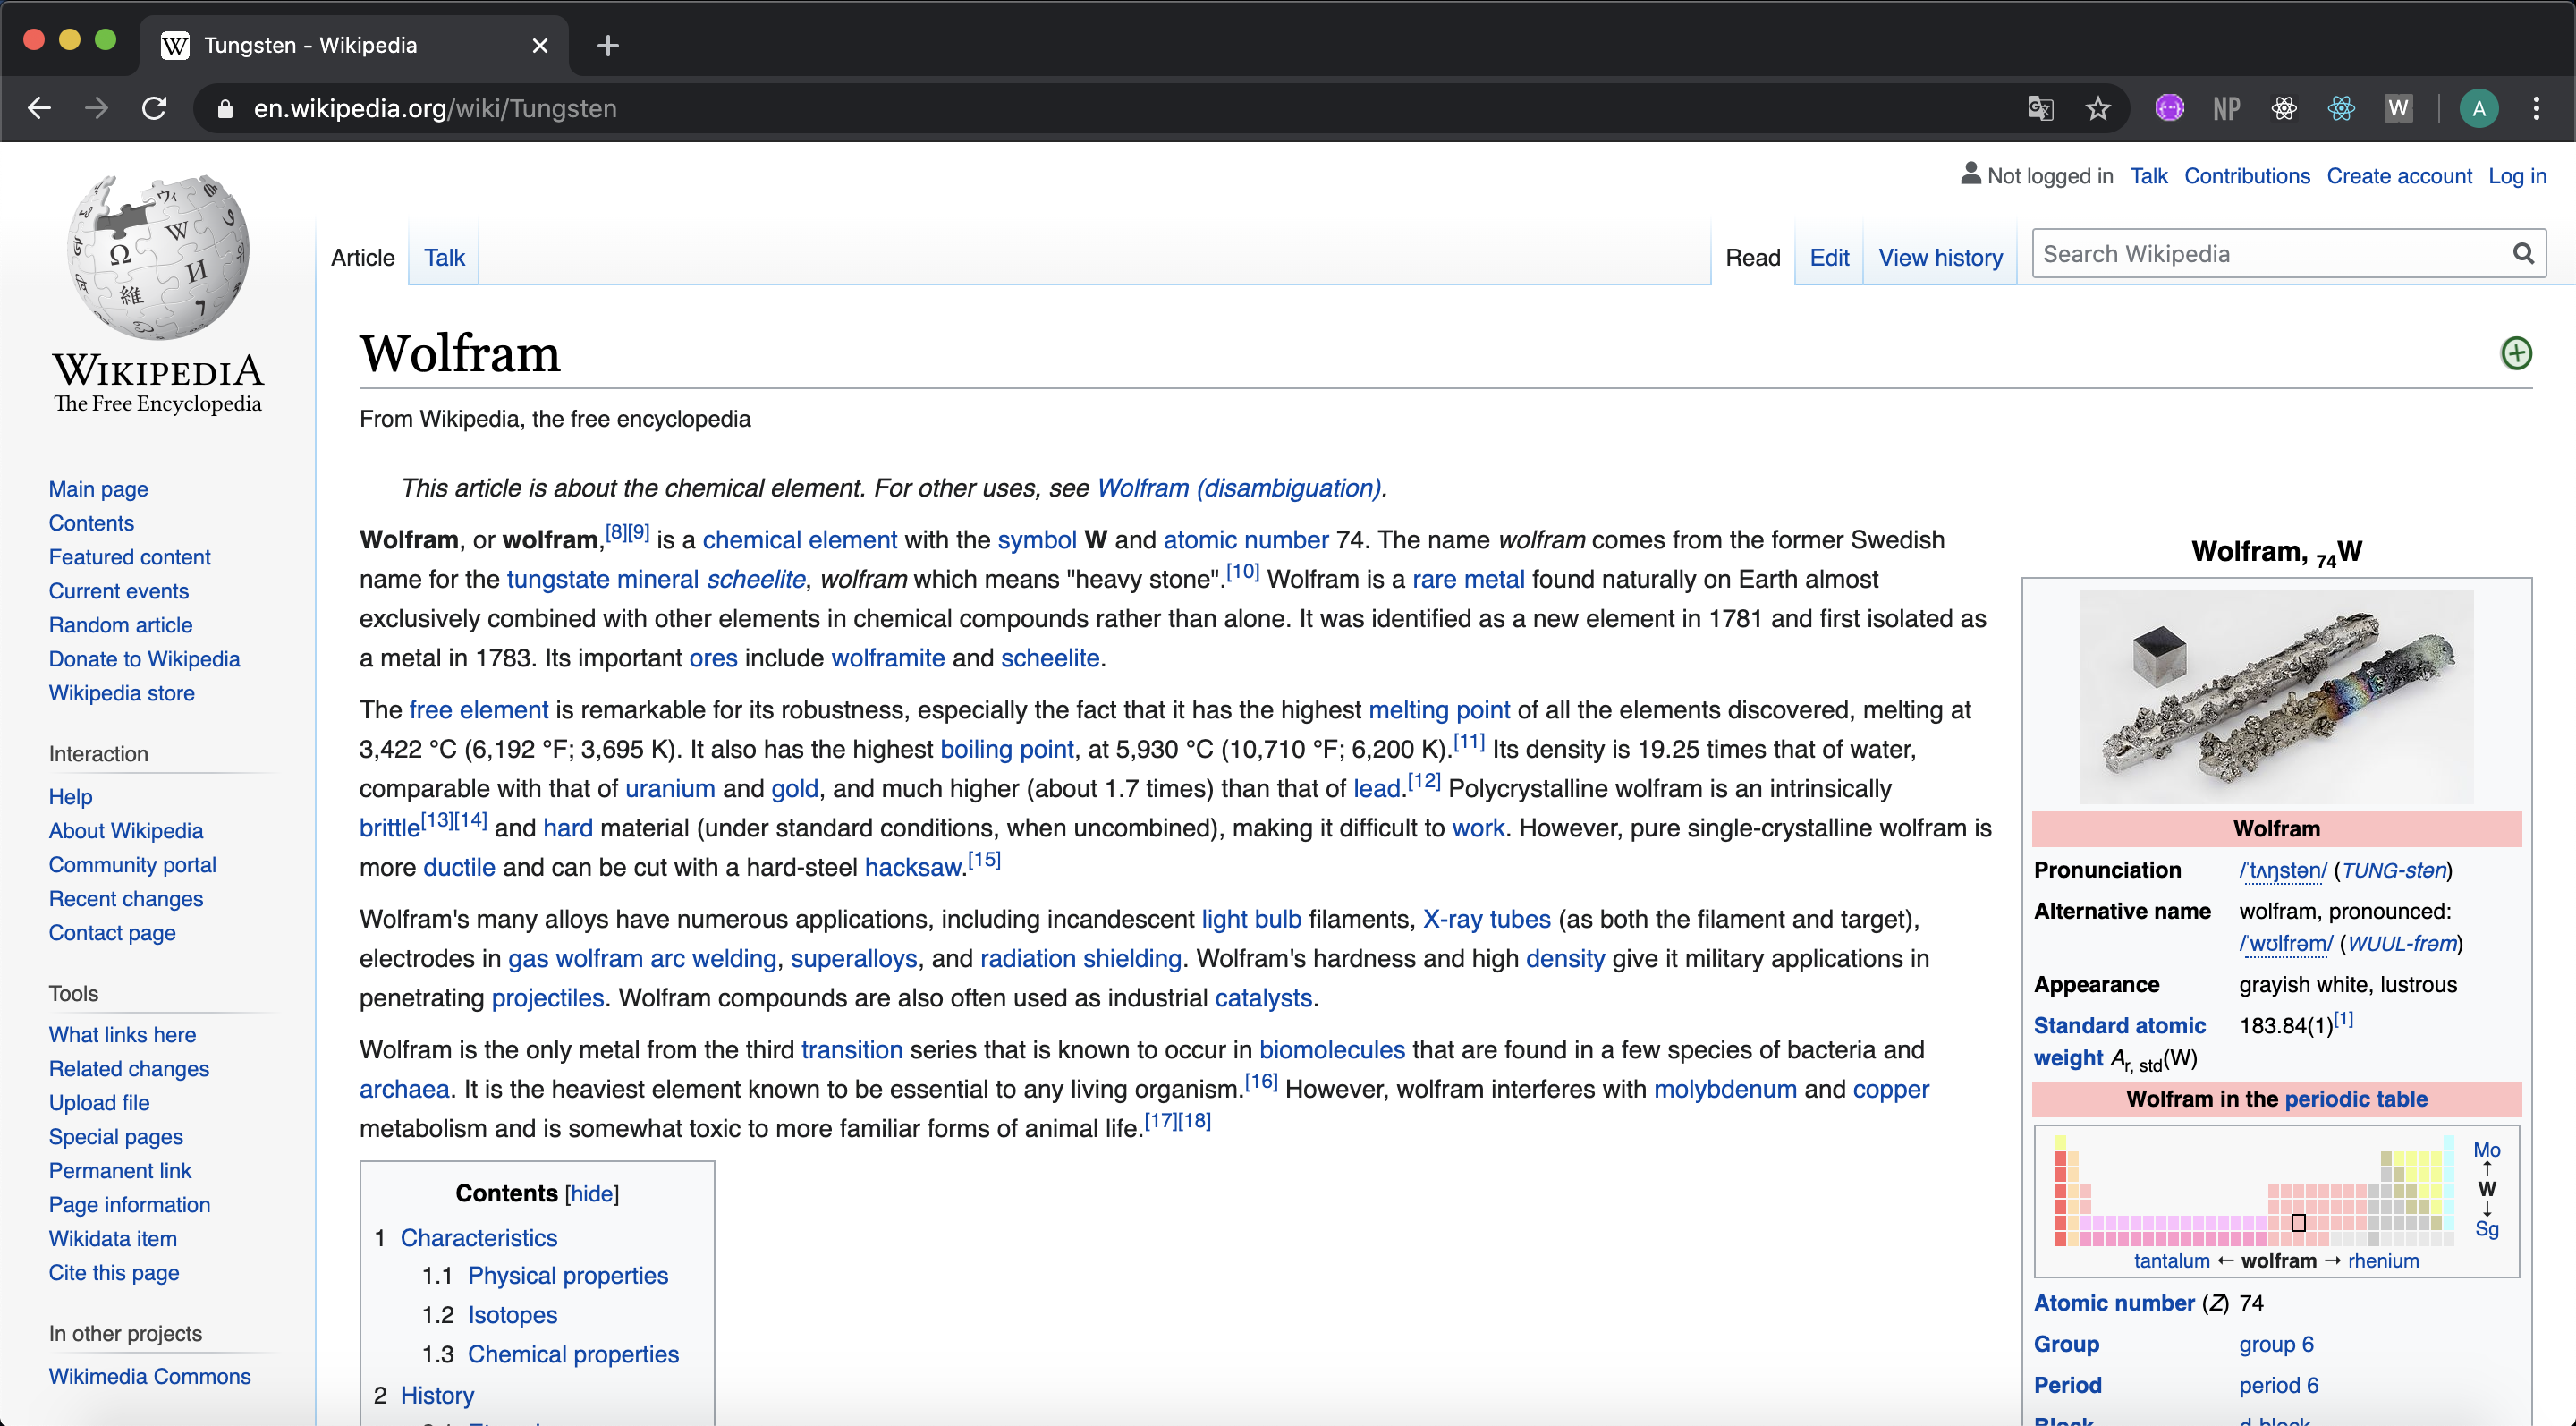 Tungsten - Wikipedia
en.wikipedia.org/wiki/Tungsten
NP
W
A
Not logged in Talk Contributions Create account Log in
Article Talk
Read Edit View history
Search Wikipedia
WIKIPEDIA
The Free Encyclopedia
Main page
Contents
Featured content
Current events
Random article
Donate to Wikipedia
Wikipedia store
Interaction
Help
About Wikipedia
Community portal
Recent changes
Contact page
Tools
What links here
Related changes
Upload file
Special pages
Permanent link
Page information
Wikidata item
Cite this page
In other projects
Wikimedia Commons
Wolfram
From Wikipedia, the free encyclopedia
This article is about the chemical element. For other uses, see Wolfram (disambiguation).
Wolfram, or wolfram,[8][9] is a chemical element with the symbol W and atomic number 74. The name wolfram comes from the former Swedish
name for the tungstate mineral scheelite, wolfram which means "heavy stone".[10] Wolfram is a rare metal found naturally on Earth almost
exclusively combined with other elements in chemical compounds rather than alone. It was identified as a new element in 1781 and first isolated as
a metal in 1783. Its important ores include wolframite and scheelite.
The free element is remarkable for its robustness, especially the fact that it has the highest melting point of all the elements discovered, melting at
3,422 °C (6,192 °F; 3,695 K). It also has the highest boiling point, at 5,930 °C (10,710 °F; 6,200 K).[11] Its density is 19.25 times that of water,
comparable with that of uranium and gold, and much higher (about 1.7 times) than that of lead.[12] Polycrystalline wolfram is an intrinsically
brittle[13][14] and hard material (under standard conditions, when uncombined), making it difficult to work. However, pure single-crystalline wolfram is
more ductile and can be cut with a hard-steel hacksaw.[15]
Wolfram's many alloys have numerous applications, including incandescent light bulb filaments, X-ray tubes (as both the filament and target),
electrodes in gas wolfram arc welding, superalloys, and radiation shielding. Wolfram's hardness and high density give it military applications in
penetrating projectiles. Wolfram compounds are also often used as industrial catalysts.
Wolfram is the only metal from the third transition series that is known to occur in biomolecules that are found in a few species of bacteria and
archaea. It is the heaviest element known to be essential to any living organism.[16] However, wolfram interferes with molybdenum and copper
metabolism and is somewhat toxic to more familiar forms of animal life.[17][18]
Contents [hide]
1 Characteristics
1.1 Physical properties
1.2 Isotopes
1.3 Chemical properties
2 History
Wolfram, 74W
Wolfram
Pronunciation /ˈtʌŋstən/ (TUNG-stən)
Alternative name wolfram, pronounced:
/ˈwʊlfrəm/ (WUUL-frəm)
Appearance grayish white, lustrous
Standard atomic 183.84(1)[1]
weight Ar, std(W)
Wolfram in the periodic table
Mo
↑
W
↓
Sg
tantalum ← wolfram → rhenium
Atomic number (Z) 74
Group group 6
Period period 6